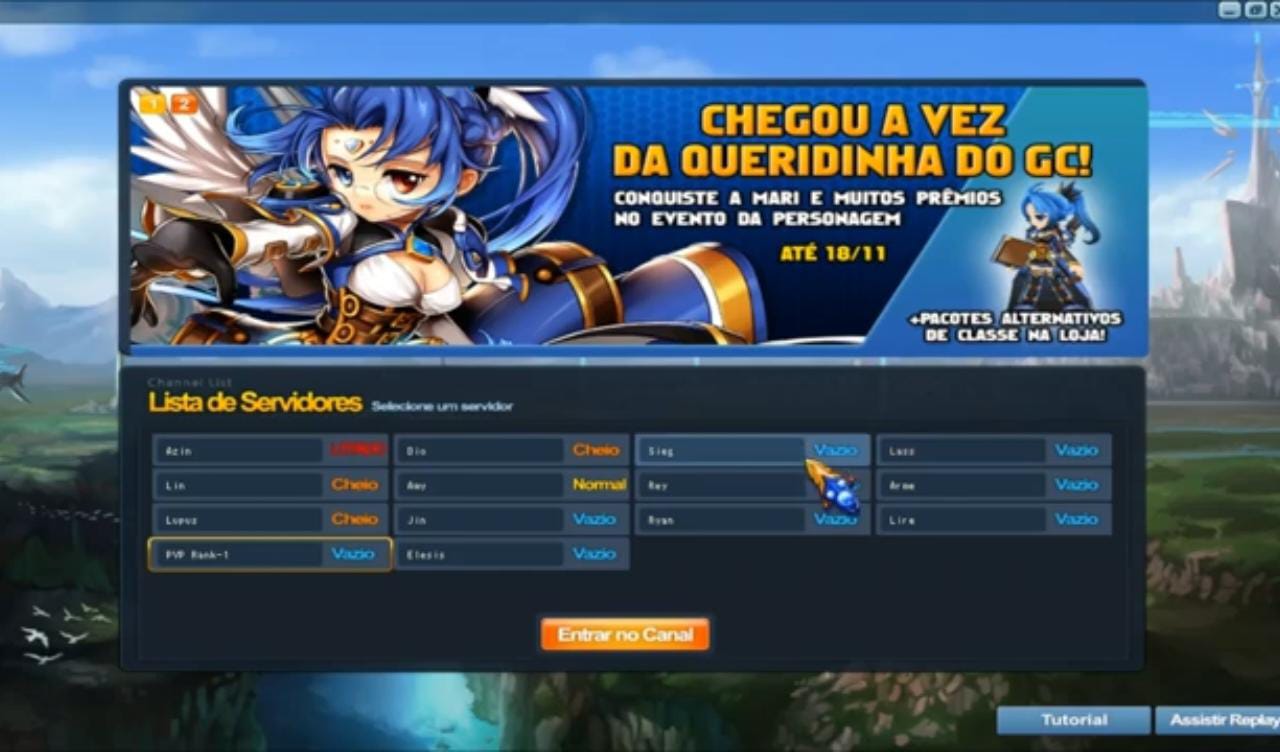 1 2
CHEGOU A VEZ
DA QUERIDINHA DO GC!
CONQUISTE A MARI E MUITOS PRÊMIOS
NO EVENTO DA PERSONAGEM
ATÉ 18/11
+PACOTES ALTERNATIVOS
DE CLASSE NA LOJA!
Channel List
Lista de Servidores Selecione um servidor
Azin Dio Cheio Sieg Vazio Lass Vazio
Lin Cheio Amy Normal Rey Arme Vazio
Lupus Cheio Jin Vazio Ryan Vazio Lire Vazio
PVP Rank-1 Vazio Elesis Vazio
Entrar no Canal
Tutorial Assistir Replay